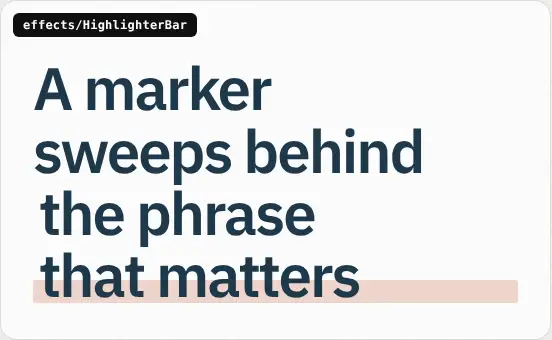 effects/HighlighterBar
A marker
sweeps behind
the phrase
that matters